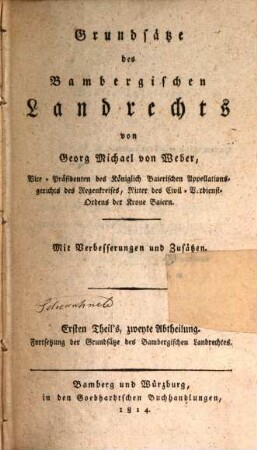 Grundsätze
des
Bambergischen
Landrechts
von
Georg Michael von Weber,
Vice-Präsidenten des Königlich Baierischen Appellations-
gerichts des Regenkreises, Ritter des Civil-Verdienst-
Ordens der Krone Baiern.
Mit Verbesserungen und Zusätzen.
Ersten Theil's, zweyte Abtheilung.
Fortsetzung der Grundsätze des Bambergischen Landrechtes.
Bamberg und Würzburg,
in den Goebhardtschen Buchhandlungen,
1814.